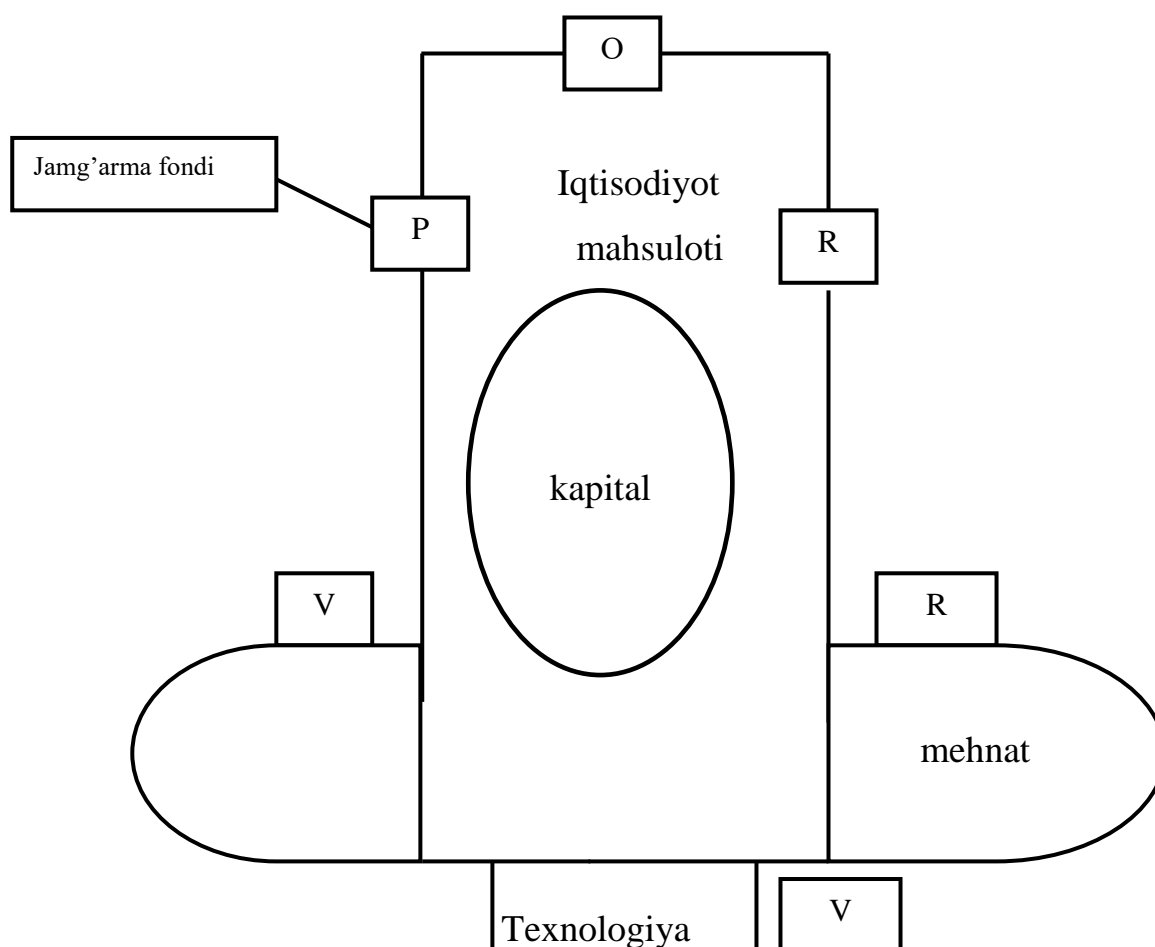 O
Jamg’arma fondi
Iqtisodiyot
P
R
mahsuloti
kapital
V
R
mehnat
V
Texnologiya